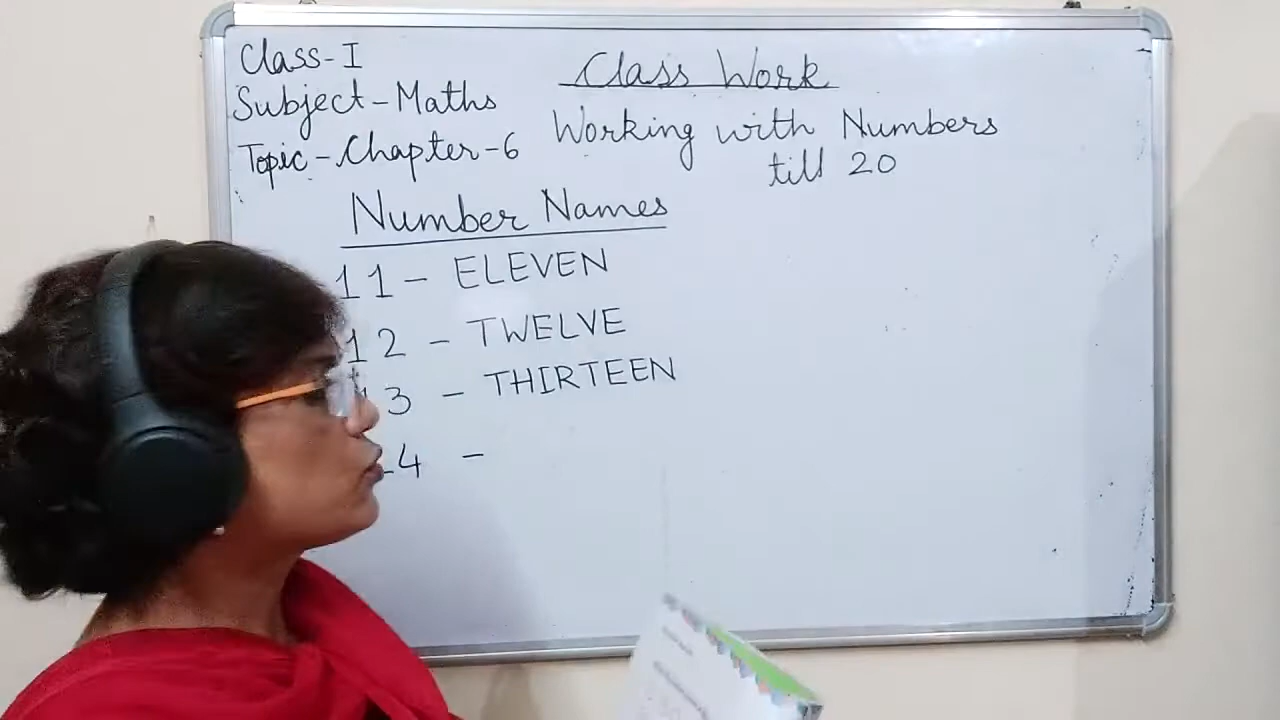 Class-I
Class Work
Subject-Maths
Topic-Chapter-6
Working with Numbers
till 20
Number Names
11 - ELEVEN
12 - TWELVE
13 - THIRTEEN
14 -